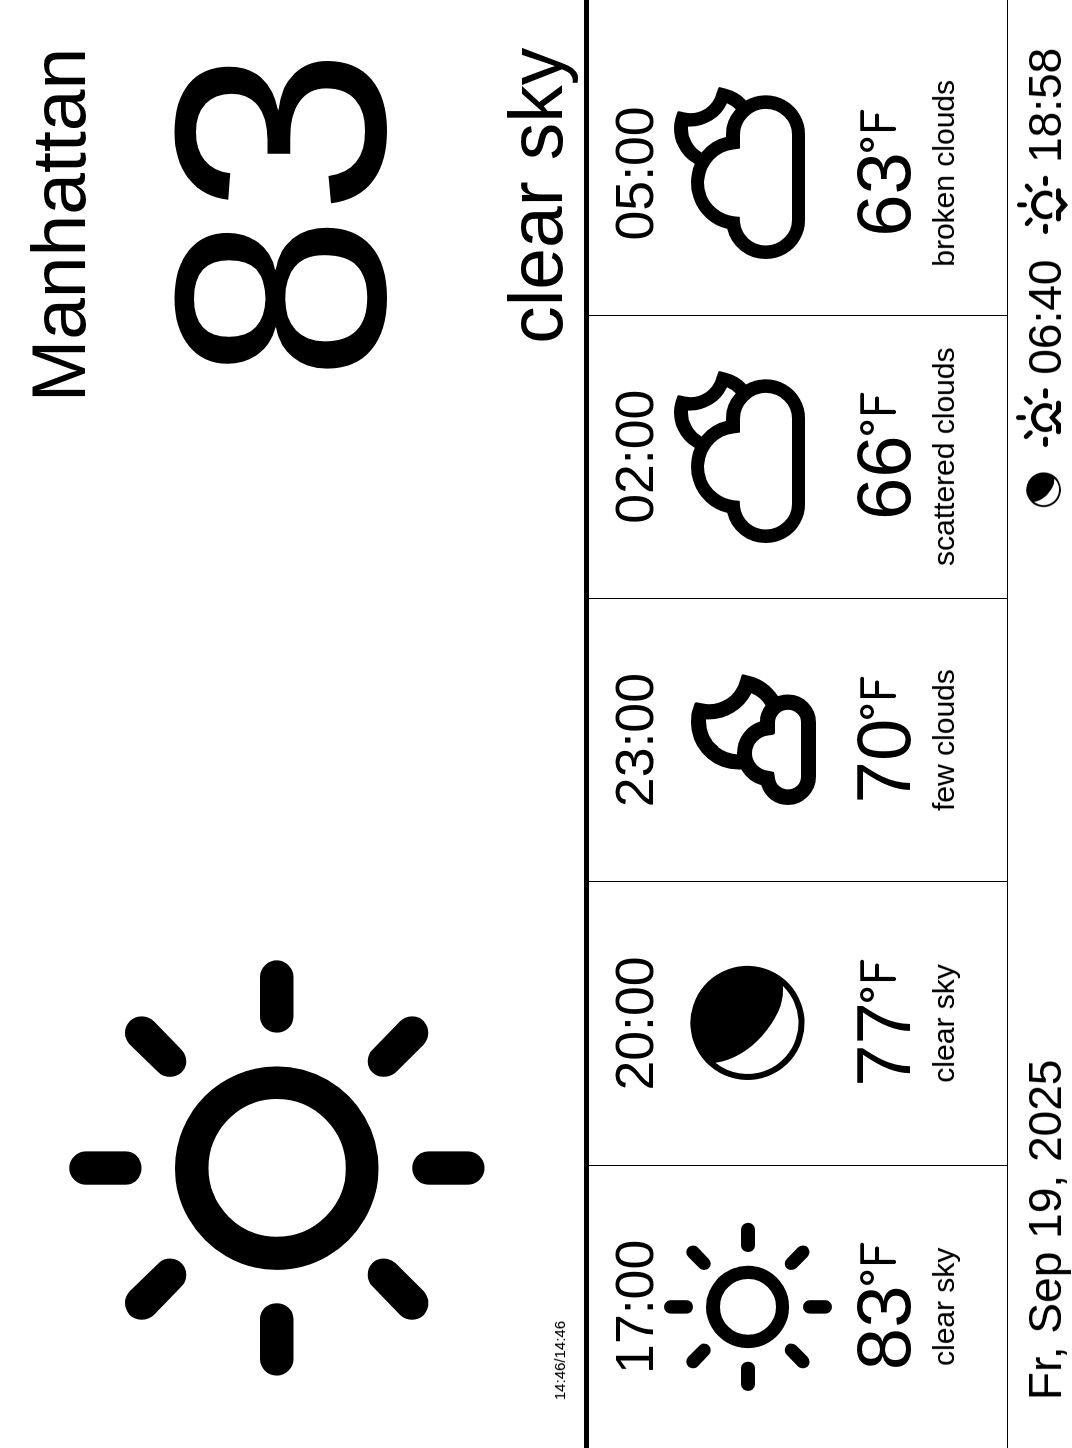 Manhattan
83
clear sky
14:46/14:46
17:00 20:00 23:00 02:00 05:00
83°F 77°F 70°F 66°F 63°F
clear sky clear sky few clouds scattered clouds broken clouds
Fr, Sep 19, 2025 06:40 18:58